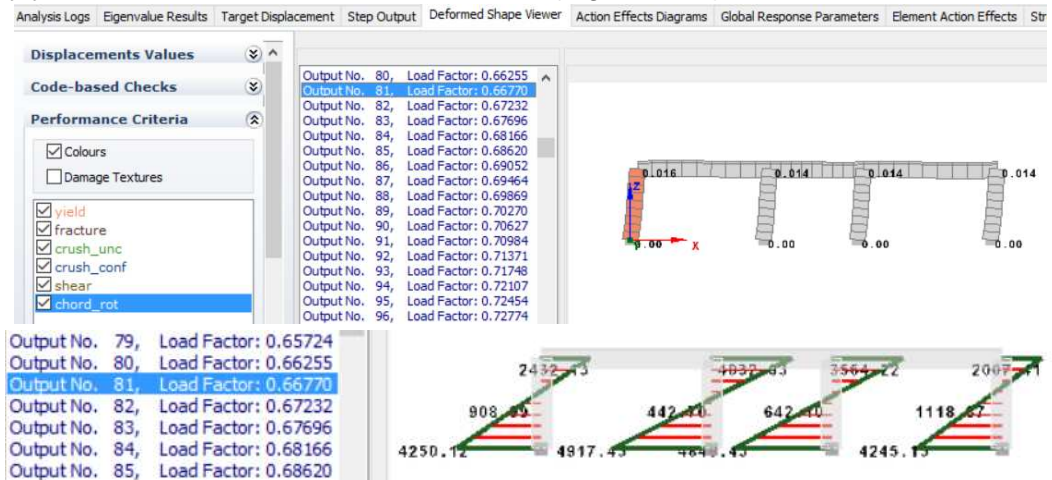 Analysis Logs Eigenvalue Results Target Displacement Step Output Deformed Shape Viewer Action Effects Diagrams Global Response Parameters Element Action Effects Str
Displacements Values
Code-based Checks
Performance Criteria
Colours
Damage Textures
yield
fracture
crush_unc
crush_conf
shear
chord_rot
Output No. 80, Load Factor: 0.66255
Output No. 81, Load Factor: 0.66770
Output No. 82, Load Factor: 0.67232
Output No. 83, Load Factor: 0.67696
Output No. 84, Load Factor: 0.68166
Output No. 85, Load Factor: 0.68620
Output No. 86, Load Factor: 0.69052
Output No. 87, Load Factor: 0.69464
Output No. 88, Load Factor: 0.69869
Output No. 89, Load Factor: 0.70270
Output No. 90, Load Factor: 0.70627
Output No. 91, Load Factor: 0.70984
Output No. 92, Load Factor: 0.71371
Output No. 93, Load Factor: 0.71748
Output No. 94, Load Factor: 0.72107
Output No. 95, Load Factor: 0.72454
Output No. 96, Load Factor: 0.72774
0.016 0.014 0.014 0.014
Z
0.00 X 0.00 0.00 0.00
Output No. 79, Load Factor: 0.65724
Output No. 80, Load Factor: 0.66255
Output No. 81, Load Factor: 0.66770
Output No. 82, Load Factor: 0.67232
Output No. 83, Load Factor: 0.67696
Output No. 84, Load Factor: 0.68166
Output No. 85, Load Factor: 0.68620
2432.13
4250.12 4917.43 4245.13